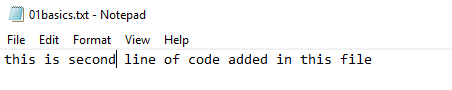 01basics.txt - Notepad
File Edit Format View Help
this is second line of code added in this file